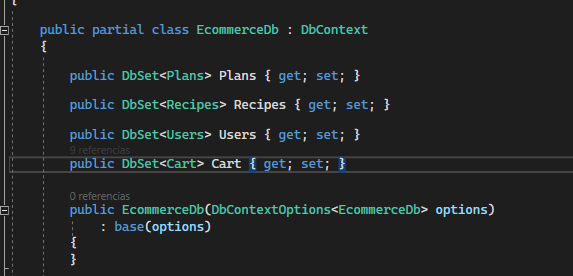 {
public partial class EcommerceDb : DbContext
{
public DbSet<Plans> Plans { get; set; }
public DbSet<Recipes> Recipes { get; set; }
public DbSet<Users> Users { get; set; }
9 referencias
public DbSet<Cart> Cart { get; set; }
0 referencias
public EcommerceDb(DbContextOptions<EcommerceDb> options)
: base(options)
{
}